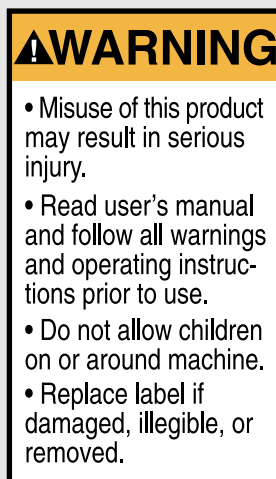 WARNING
• Misuse of this product
may result in serious
injury.
• Read user's manual
and follow all warnings
and operating instruc-
tions prior to use.
• Do not allow children
on or around machine.
• Replace label if
damaged, illegible, or
removed.